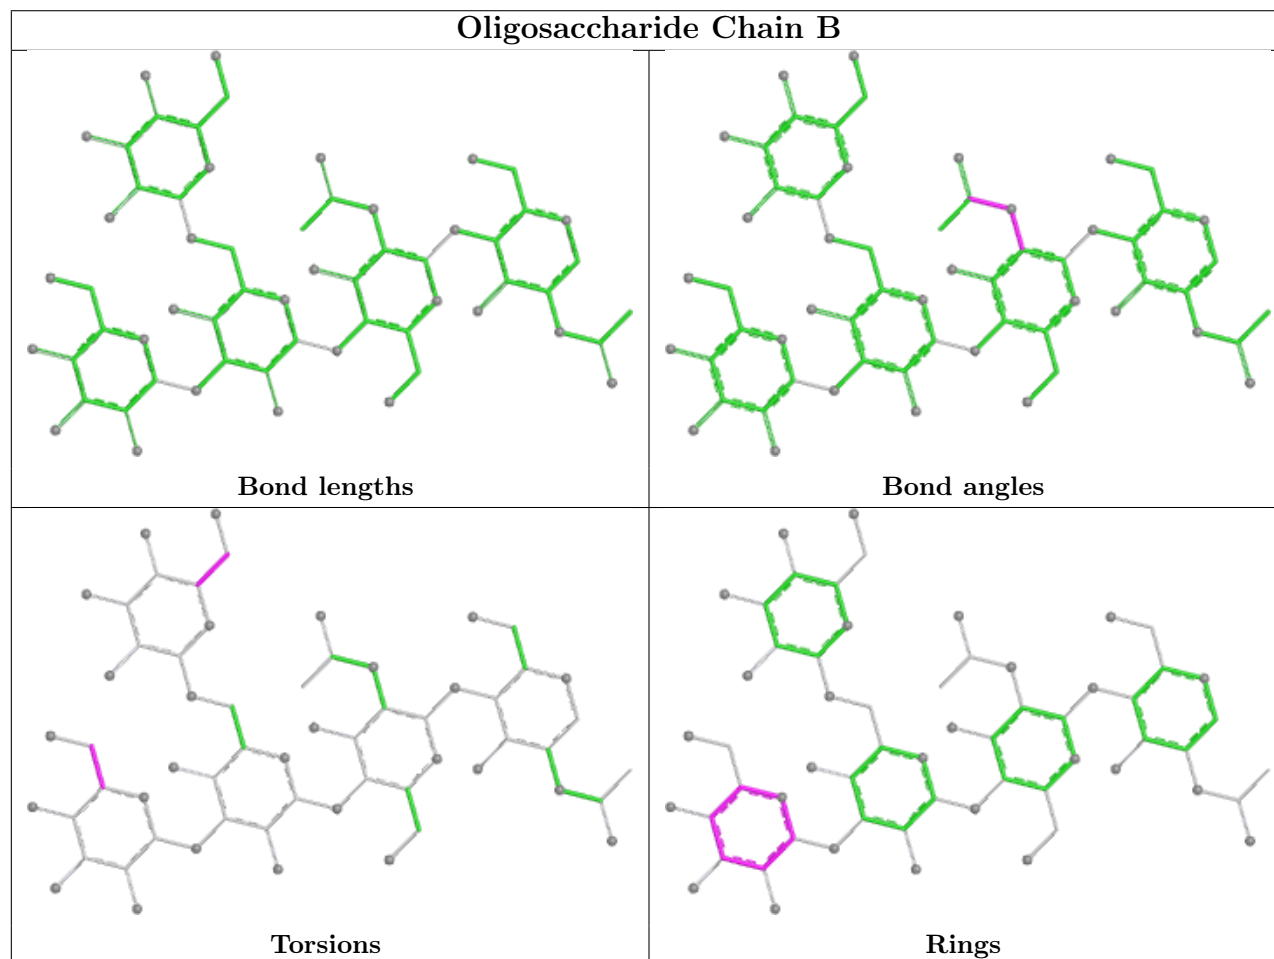 Oligosaccharide Chain B
Bond lengths
Bond angles
Torsions
Rings